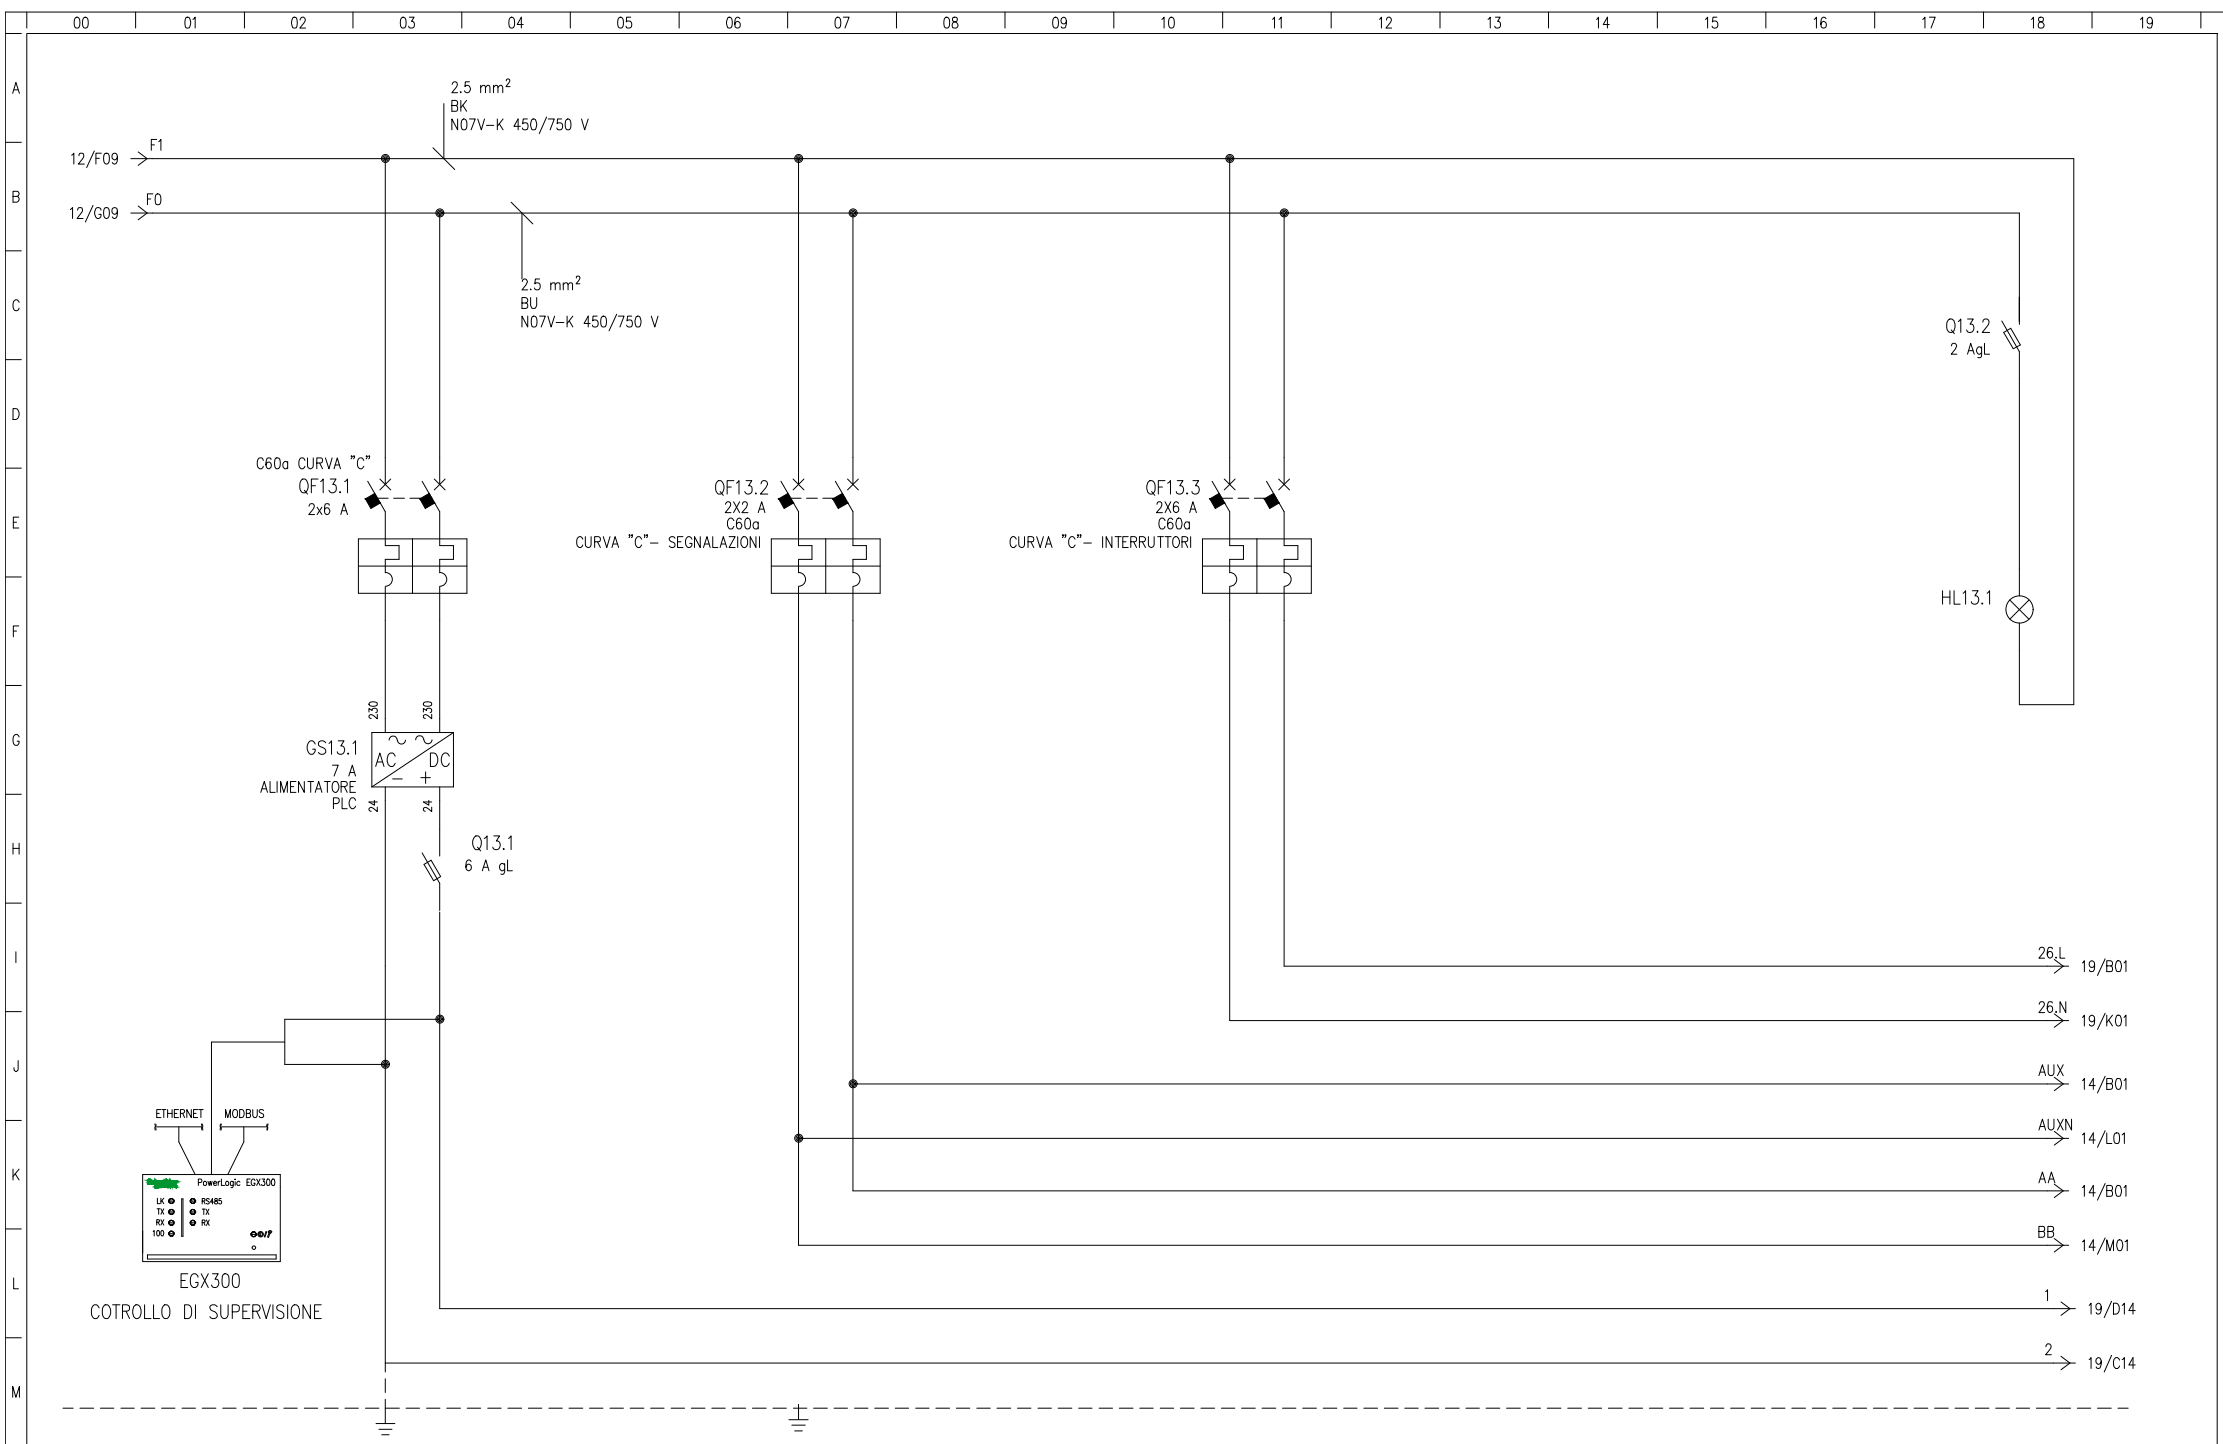 00 01 02 03 04 05 06 07 08 09 10 11 12 13 14 15 16 17 18 19
A
2.5 mm²
BK
N07V-K 450/750 V
12/F09 F1
B
12/G09 F0
2.5 mm²
BU
N07V-K 450/750 V
C
Q13.2
2 AgL
D
C60a CURVA "C"
QF13.1
2x6 A
QF13.2
2X2 A
C60a
CURVA "C"- SEGNALAZIONI
QF13.3
2X6 A
C60a
CURVA "C"- INTERRUTTORI
E
HL13.1
F
230 230
G
GS13.1
7 A
ALIMENTATORE
PLC
AC DC
- +
24 24
H
Q13.1
6 A gL
I
26.L 19/B01
26.N 19/K01
J
AUX 14/B01
ETHERNET MODBUS
AUXN 14/L01
K
AA 14/B01
PowerLogic EGX300
LK RS485
TX TX
RX RX
100
BB 14/M01
EGX300
COTROLLO DI SUPERVISIONE
L
1 19/D14
2 19/C14
M